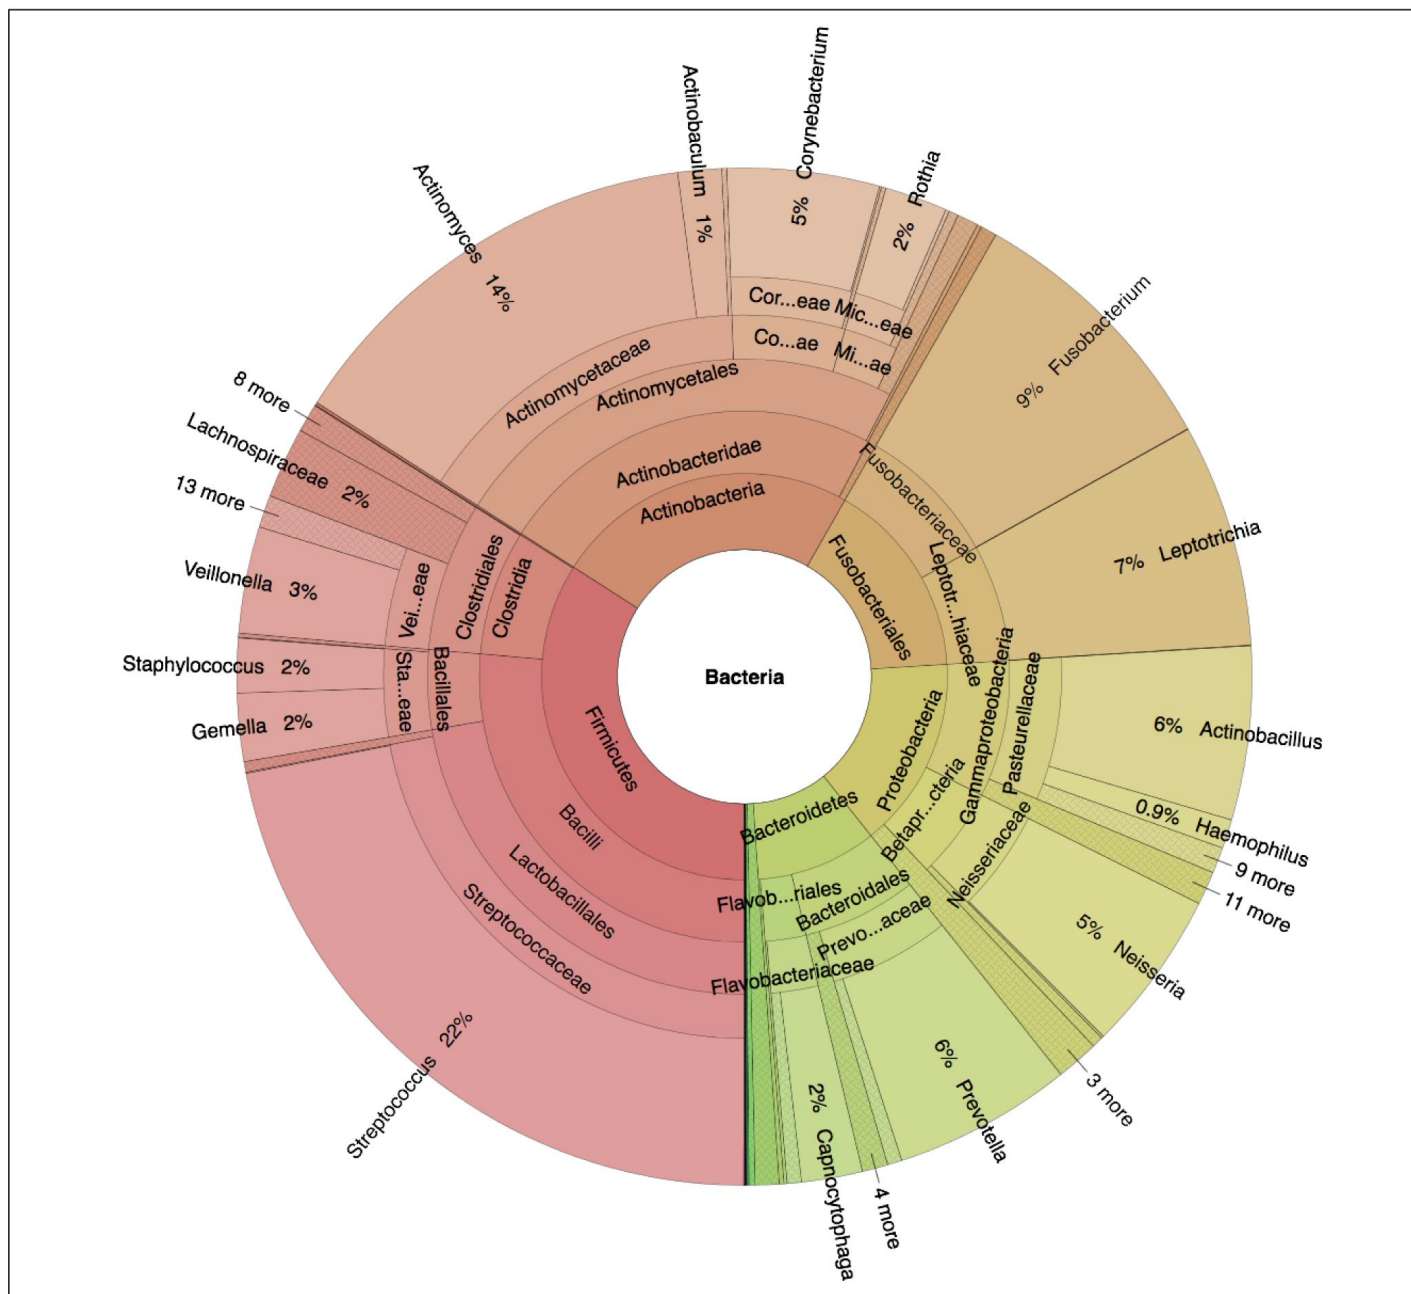 Bacteria
Actinobacteria
Actinobacteridae
Actinomycetales
Actinomycetaceae
Actinomyces 14%
Actinobaculum 1%
5% Corynebacterium
Cor...eae
Co...ae
2% Rothia
Mic...eae
Mi...ae
Fusobacteriales
Fusobacteriaceae
9% Fusobacterium
Leptotr...hiaceae
7% Leptotrichia
Proteobacteria
Gammaproteobacteria
Pasteurellaceae
6% Actinobacillus
0.9% Haemophilus
9 more
11 more
Betapr...cteria
Neisseriaceae
5% Neisseria
3 more
Bacteroidetes
Bacteroidales
Prevo...aceae
6% Prevotella
4 more
Flavob...riales
Flavobacteriaceae
2% Capnocytophaga
Firmicutes
Bacilli
Lactobacillales
Streptococcaceae
Streptococcus 22%
Bacillales
Sta...eae
Gemella 2%
Staphylococcus 2%
Clostridia
Clostridiales
Vei...eae
Veillonella 3%
13 more
Lachnospiraceae 2%
8 more